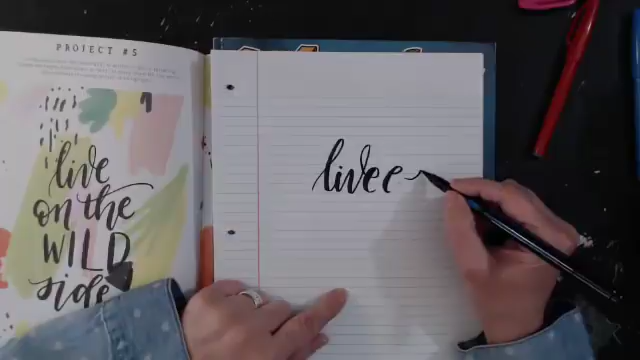 PROJECT #5
live
on the
WILD
side
livee